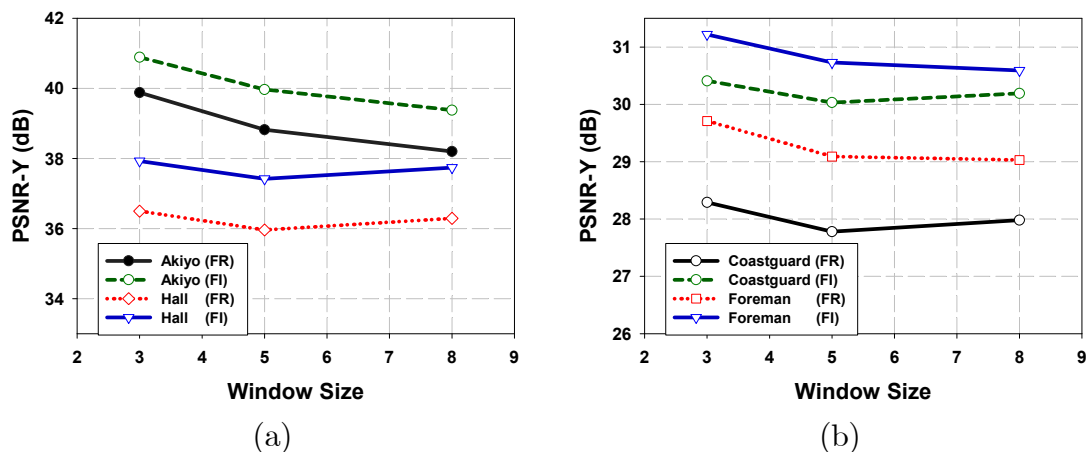 42
40
38
36
34
PSNR-Y (dB)
Akiyo (FR)
Akiyo (FI)
Hall (FR)
Hall (FI)
2 3 4 5 6 7 8 9
Window Size
(a)
31
30
29
28
27
26
PSNR-Y (dB)
Coastguard (FR)
Coastguard (FI)
Foreman (FR)
Foreman (FI)
2 3 4 5 6 7 8 9
Window Size
(b)